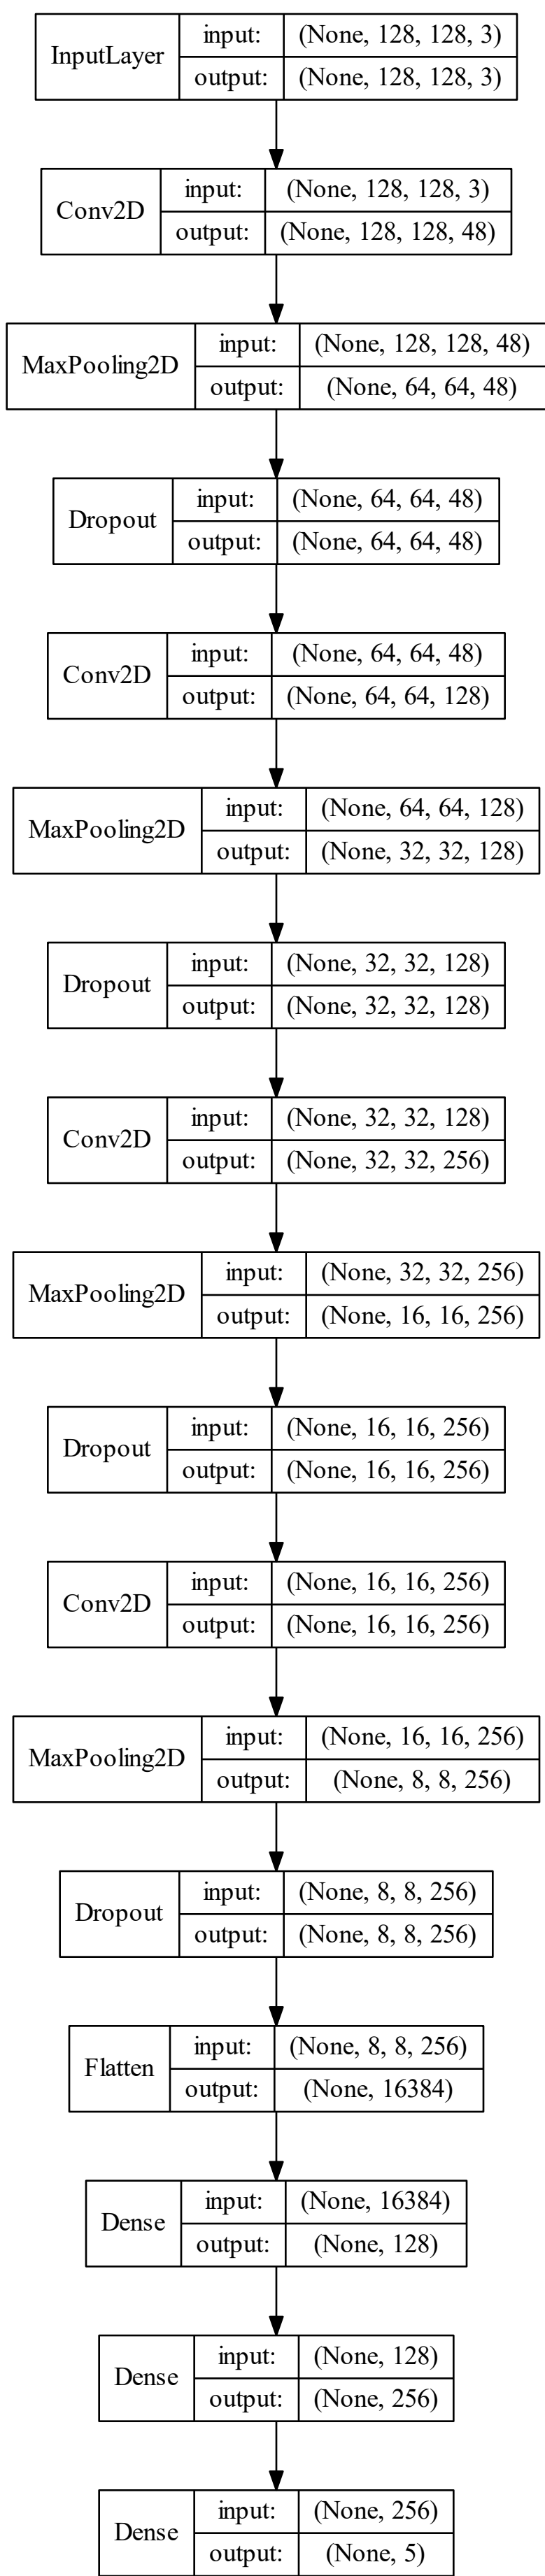 InputLayer
input: (None, 128, 128, 3)
output: (None, 128, 128, 3)
Conv2D
input: (None, 128, 128, 3)
output: (None, 128, 128, 48)
MaxPooling2D
input: (None, 128, 128, 48)
output: (None, 64, 64, 48)
Dropout
input: (None, 64, 64, 48)
output: (None, 64, 64, 48)
Conv2D
input: (None, 64, 64, 48)
output: (None, 64, 64, 128)
MaxPooling2D
input: (None, 64, 64, 128)
output: (None, 32, 32, 128)
Dropout
input: (None, 32, 32, 128)
output: (None, 32, 32, 128)
Conv2D
input: (None, 32, 32, 128)
output: (None, 32, 32, 256)
MaxPooling2D
input: (None, 32, 32, 256)
output: (None, 16, 16, 256)
Dropout
input: (None, 16, 16, 256)
output: (None, 16, 16, 256)
Conv2D
input: (None, 16, 16, 256)
output: (None, 16, 16, 256)
MaxPooling2D
input: (None, 16, 16, 256)
output: (None, 8, 8, 256)
Dropout
input: (None, 8, 8, 256)
output: (None, 8, 8, 256)
Flatten
input: (None, 8, 8, 256)
output: (None, 16384)
Dense
input: (None, 16384)
output: (None, 128)
Dense
input: (None, 128)
output: (None, 256)
Dense
input: (None, 256)
output: (None, 5)